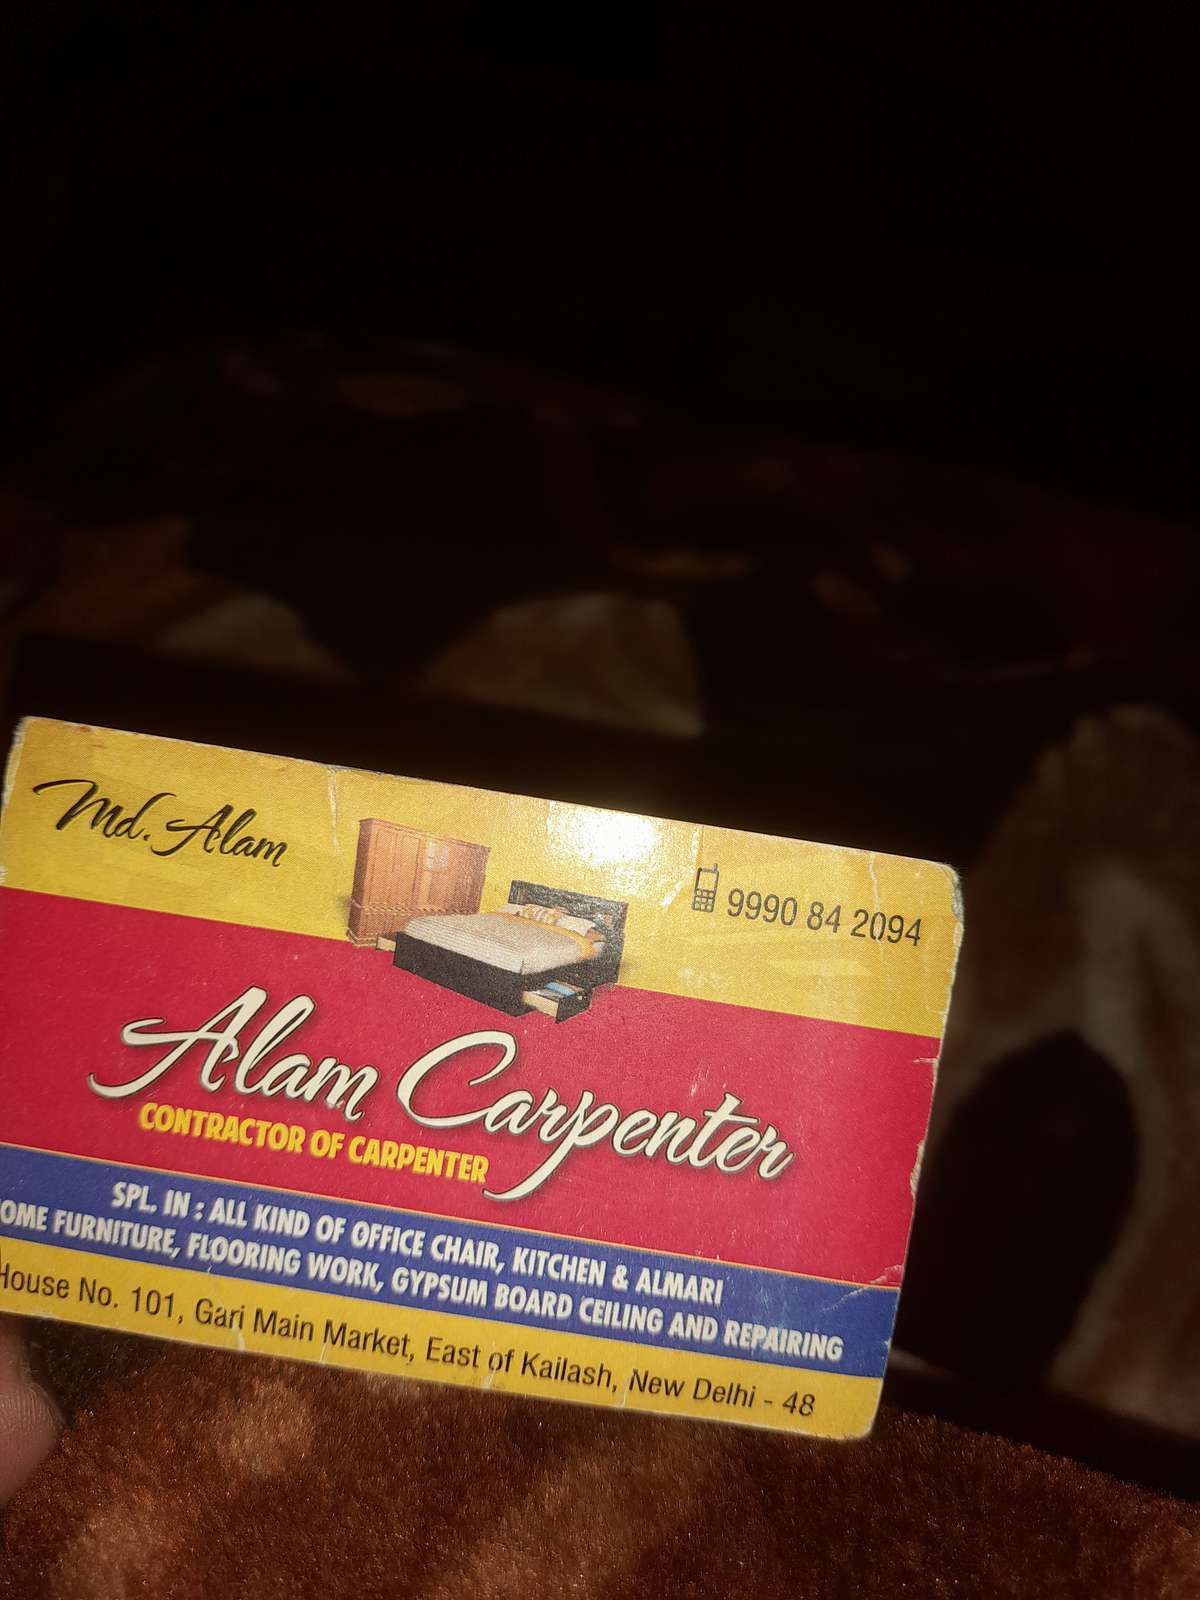 Md. Alam
9990 84 2094
Alam Carpenter
CONTRACTOR OF CARPENTER
SPL. IN : ALL KIND OF OFFICE CHAIR, KITCHEN & ALMARI
OME FURNITURE, FLOORING WORK, GYPSUM BOARD CEILING AND REPAIRING
House No. 101, Gari Main Market, East of Kailash, New Delhi - 48